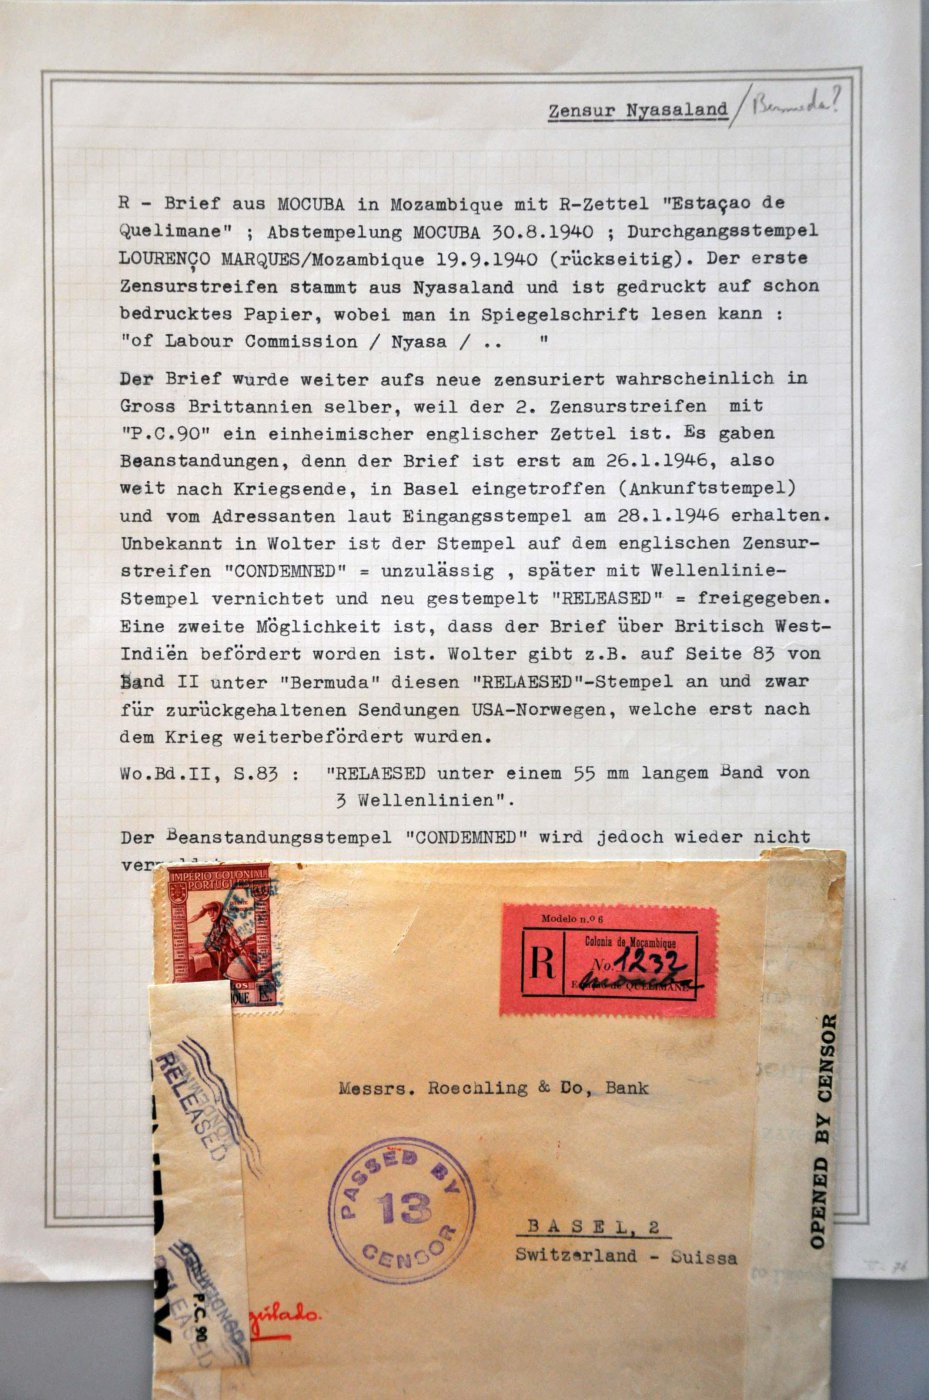 Zensur Nyasaland / Bermuda?
R - Brief aus MOCUBA in Mozambique mit R-Zettel "Estaçao de
Quelimane" ; Abstempelung MOCUBA 30.8.1940 ; Durchgangsstempel
LOURENÇO MARQUES/Mozambique 19.9.1940 (rückseitig). Der erste
Zensurstreifen stammt aus Nyasaland und ist gedruckt auf schon
bedrucktes Papier, wobei man in Spiegelschrift lesen kann :
"of Labour Commission / Nyasa / .. "
Der Brief wurde weiter aufs neue zensuriert wahrscheinlich in
Gross Brittannien selber, weil der 2. Zensurstreifen mit
"P.C.90" ein einheimischer englischer Zettel ist. Es gaben
Beanstandungen, denn der Brief ist erst am 26.1.1946, also
weit nach Kriegsende, in Basel eingetroffen (Ankunftstempel)
und vom Adressanten laut Eingangsstempel am 28.1.1946 erhalten.
Unbekannt in Wolter ist der Stempel auf dem englischen Zensur-
streifen "CONDEMNED" = unzulässig , später mit Wellenlinie-
Stempel vernichtet und neu gestempelt "RELEASED" = freigegeben.
Eine zweite Möglichkeit ist, dass der Brief über Britisch West-
Indiën befördert worden ist. Wolter gibt z.B. auf Seite 83 von
Band II unter "Bermuda" diesen "RELAESED"-Stempel an und zwar
für zurückgehaltenen Sendungen USA-Norwegen, welche erst nach
dem Krieg weiterbefördert wurden.
Wo.Bd.II, S.83 : "RELAESED unter einem 55 mm langem Band von
3 Wellenlinien".
Der Beanstandungsstempel "CONDEMNED" wird jedoch wieder nicht
IMPÉRIO COLONIAL
PORTUGUÊS
Modelo n.º 6
Colonia de Moçambique
R
No. 1232
Mocuba
QUELIMANE
Messrs. Roechling & Co, Bank
PASSED BY
13
CENSOR
BASEL, 2
Switzerland - Suissa
OPENED BY CENSOR
CONDEMNED
RELEASED
CONDEMNED
RELEASED
P.C. 90
BY